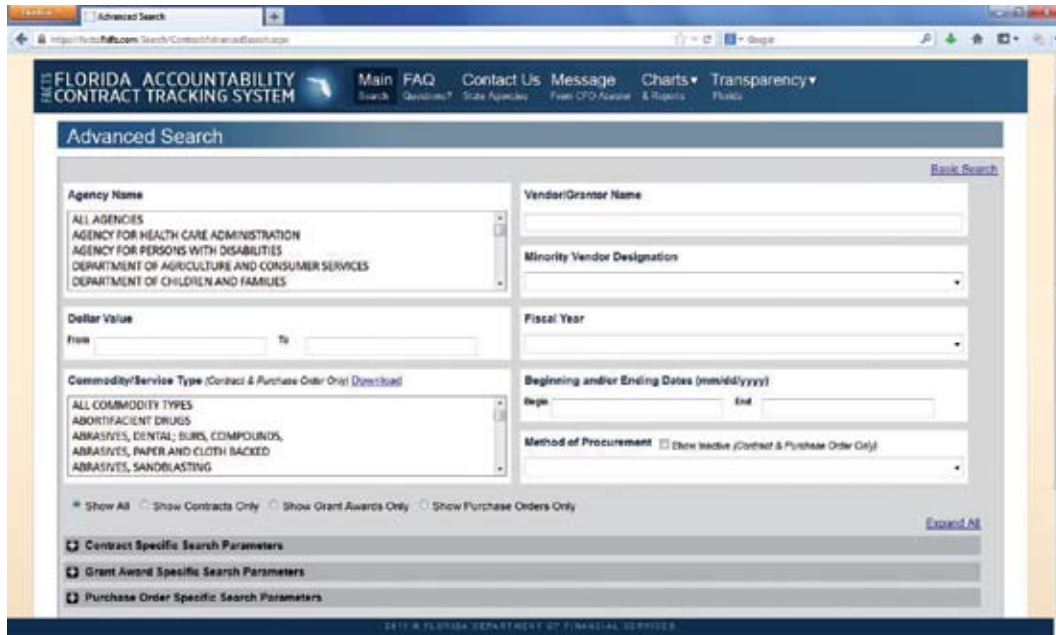 Advanced Search
Google
FACTS
FLORIDA ACCOUNTABILITY
CONTRACT TRACKING SYSTEM
Main
Search
FAQ
Questions?
Contact Us
State Agencies
Message
From CFO Atwater
Charts▾
& Reports
Transparency▾
Florida
Advanced Search
Basic Search
Agency Name
ALL AGENCIES
AGENCY FOR HEALTH CARE ADMINISTRATION
AGENCY FOR PERSONS WITH DISABILITIES
DEPARTMENT OF AGRICULTURE AND CONSUMER SERVICES
DEPARTMENT OF CHILDREN AND FAMILIES
Vendor/Grantor Name
Minority Vendor Designation
Dollar Value
From To
Fiscal Year
Commodity/Service Type (Contract & Purchase Order Only) Download
ALL COMMODITY TYPES
ABORTIFACIENT DRUGS
ABRASIVES, DENTAL; BURS, COMPOUNDS,
ABRASIVES, PAPER AND CLOTH BACKED
ABRASIVES, SANDBLASTING
Beginning and/or Ending Dates (mm/dd/yyyy)
Begin End
Method of Procurement Show Inactive (Contract & Purchase Order Only)
Show All Show Contracts Only Show Grant Awards Only Show Purchase Orders Only
Expand All
Contract Specific Search Parameters
Grant Award Specific Search Parameters
Purchase Order Specific Search Parameters
FLORIDA DEPARTMENT OF FINANCIAL SERVICES